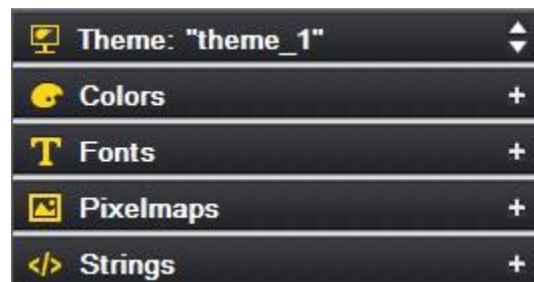 Theme: "theme_1"
Colors +
Fonts +
Pixelmaps +
Strings +